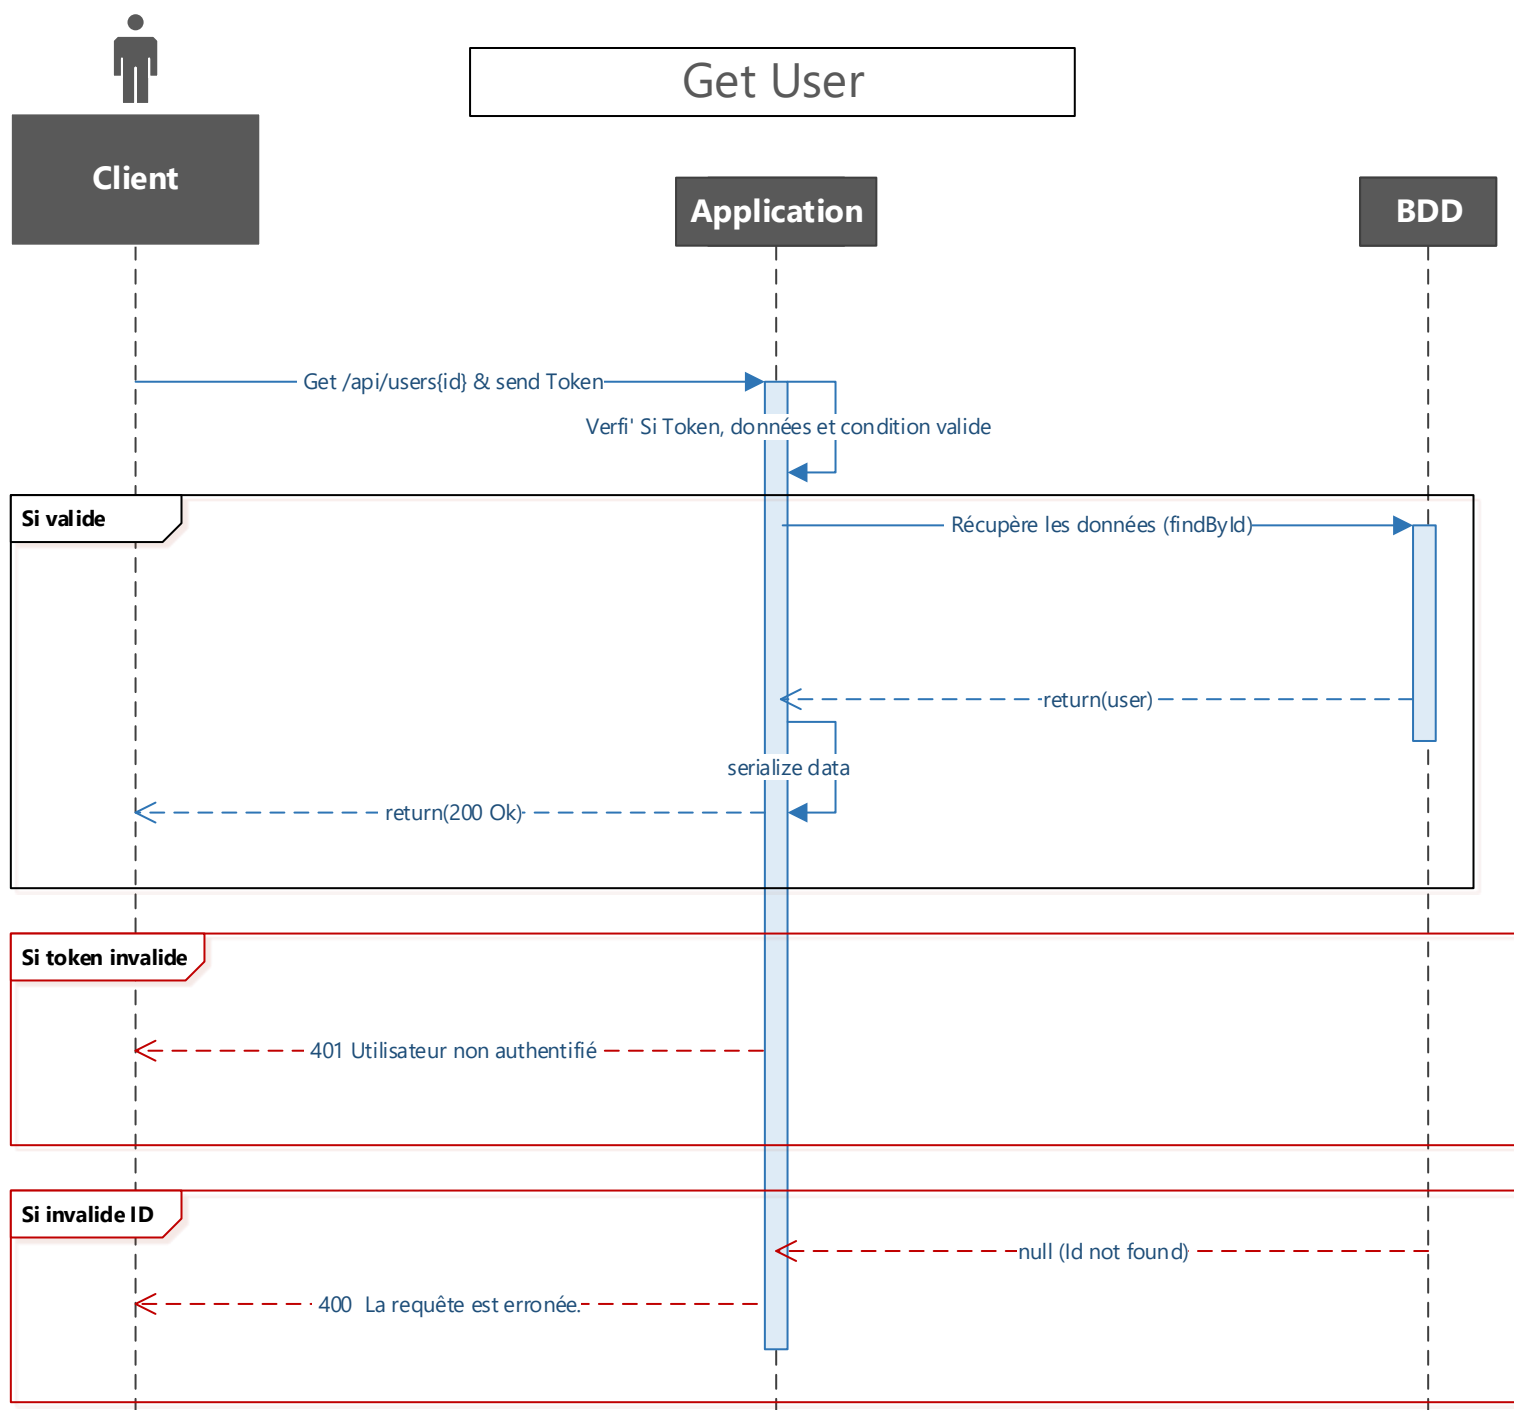 Get User
Client
Application
BDD
Get /api/users{id} & send Token
Verfi' Si Token, données et condition valide
Si valide
Récupère les données (findById)
return(user)
serialize data
return(200 Ok)
Si token invalide
401 Utilisateur non authentifié
Si invalide ID
null (Id not found)
400 La requête est erronée.